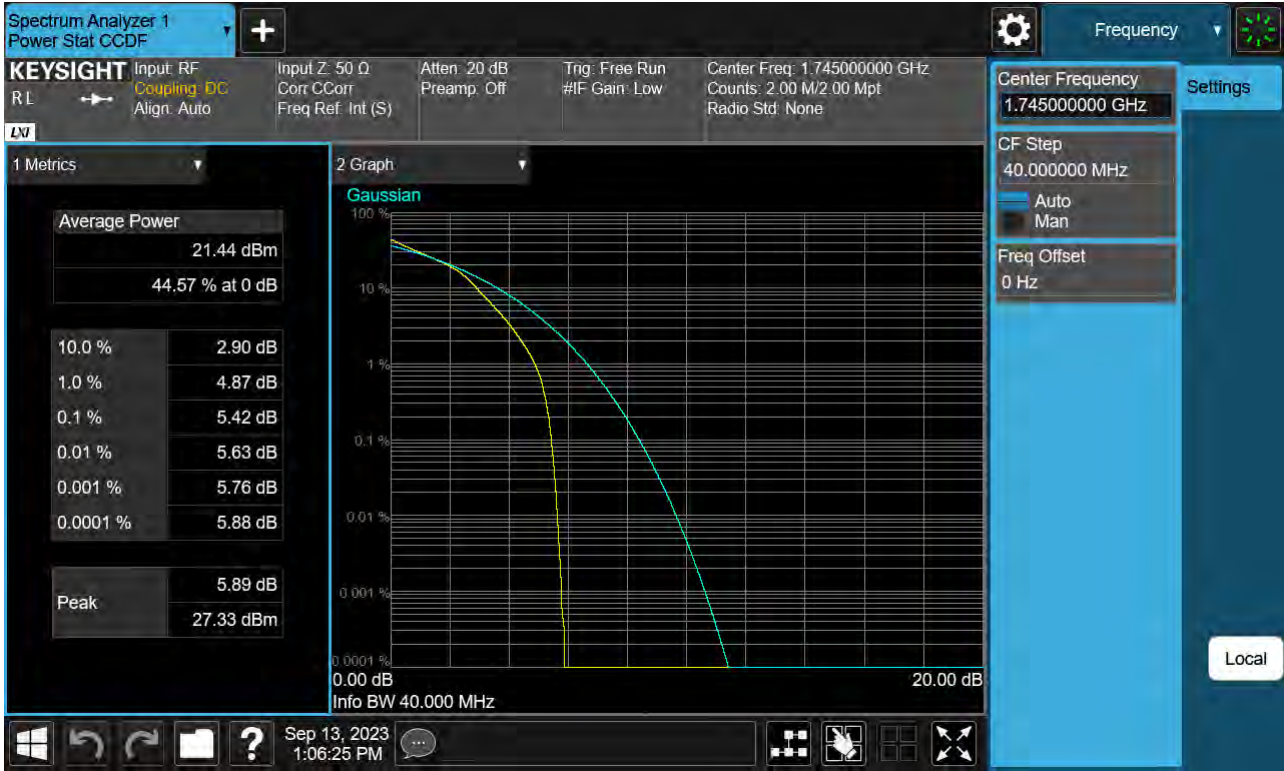 Spectrum Analyzer 1
Power Stat CCDF
+
Frequency
KEYSIGHT
RL
LXI
Input: RF
Coupling: DC
Align: Auto
Input Z: 50 Ω
Corr CCorr
Freq Ref: Int (S)
Atten: 20 dB
Preamp: Off
Trig: Free Run
#IF Gain: Low
Center Freq: 1.745000000 GHz
Counts: 2.00 M/2.00 Mpt
Radio Std: None
Center Frequency
1.745000000 GHz
Settings
CF Step
40.000000 MHz
Auto
Man
Freq Offset
0 Hz
Local
1 Metrics
Average Power
21.44 dBm
44.57 % at 0 dB
10.0 % 2.90 dB
1.0 % 4.87 dB
0.1 % 5.42 dB
0.01 % 5.63 dB
0.001 % 5.76 dB
0.0001 % 5.88 dB
Peak
5.89 dB
27.33 dBm
2 Graph
Gaussian
100 %
10 %
1 %
0.1 %
0.01 %
0.001 %
0.0001 %
0.00 dB 20.00 dB
Info BW 40.000 MHz
?
Sep 13, 2023
1:06:25 PM